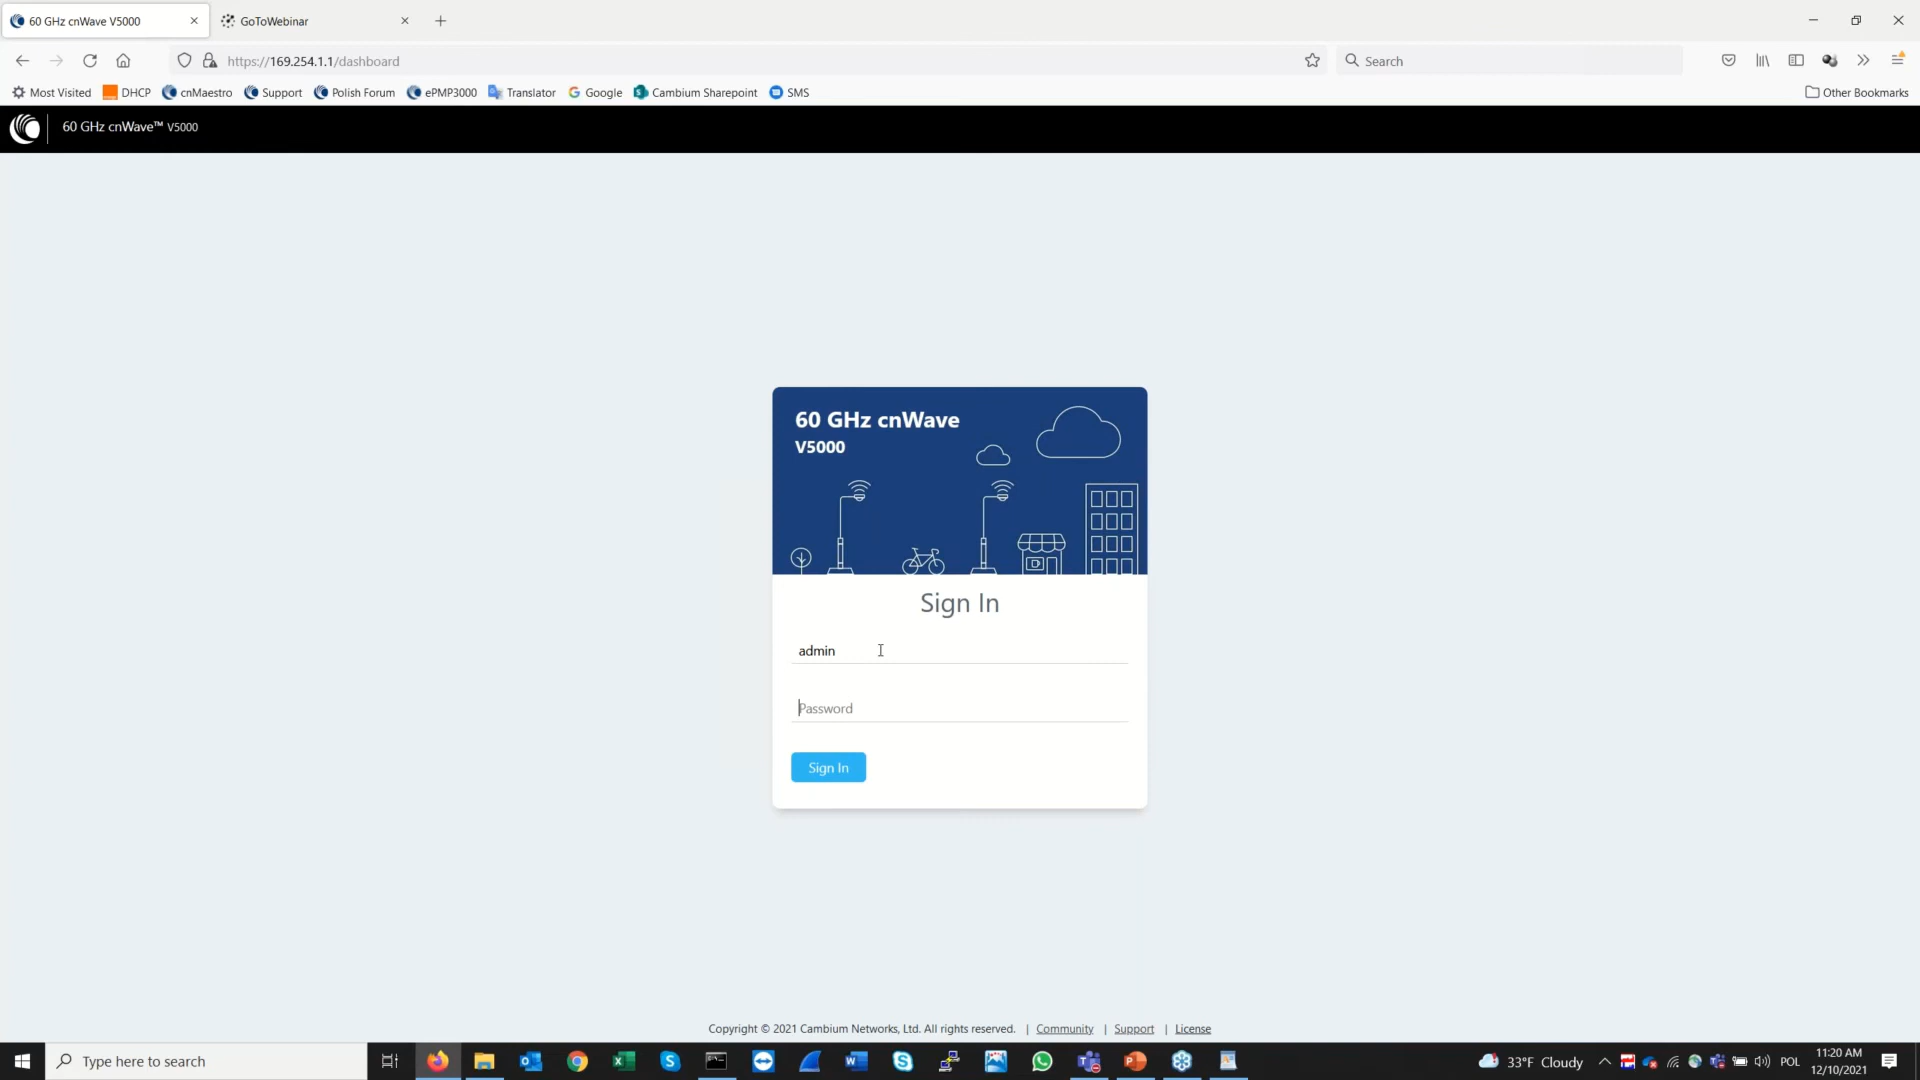 60 GHz cnWave V5000
GoToWebinar
https://169.254.1.1/dashboard
Search
Most Visited
DHCP
cnMaestro
Support
Polish Forum
ePMP3000
Translator
Google
Cambium Sharepoint
SMS
Other Bookmarks
60 GHz cnWave™ V5000
60 GHz cnWave
V5000
Sign In
admin
Password
Sign In
Copyright © 2021 Cambium Networks, Ltd. All rights reserved. | Community | Support | License
Type here to search
33°F Cloudy
POL
11:20 AM
12/10/2021